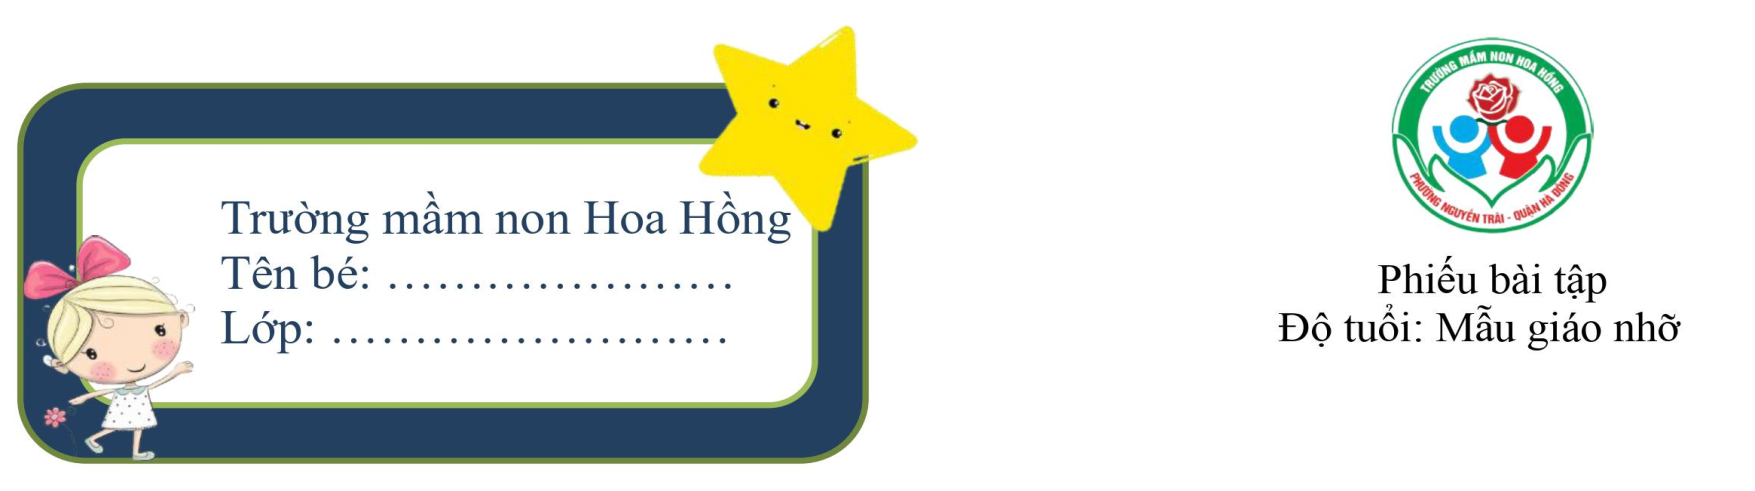 Trường mầm non Hoa Hồng
Tên bé: .....................
Lớp: ........................
TRƯỜNG MẦM NON HOA HỒNG
PHƯỜNG NGUYỄN TRÃI - QUẬN HÀ ĐÔNG
Phiếu bài tập
Độ tuổi: Mẫu giáo nhỡ